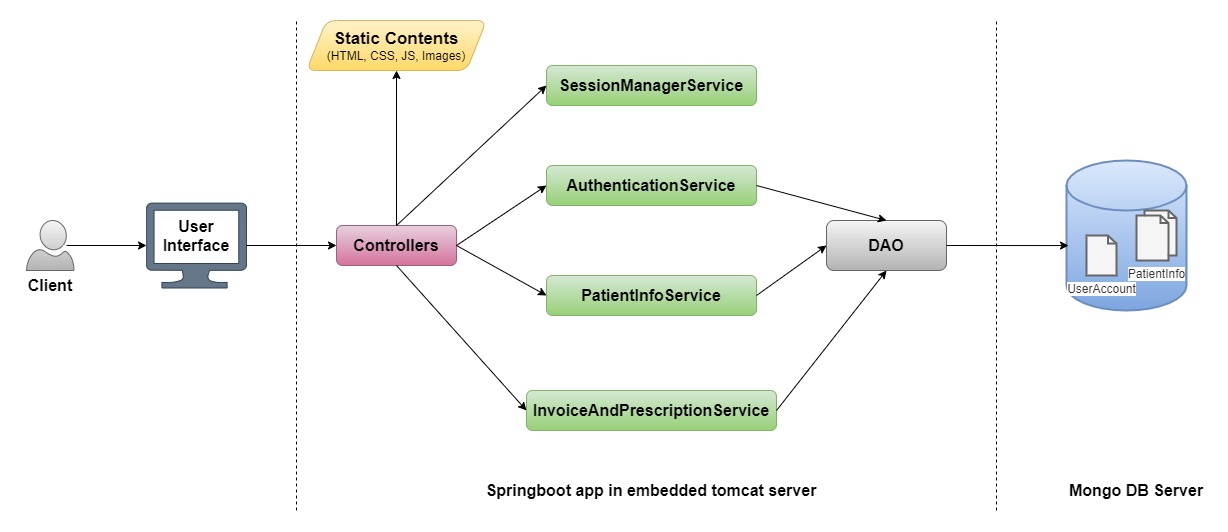 Static Contents
(HTML, CSS, JS, Images)
SessionManagerService
AuthenticationService
User
Interface
Controllers
DAO
Client
PatientInfoService
PatientInfo
UserAccount
InvoiceAndPrescriptionService
Springboot app in embedded tomcat server
Mongo DB Server